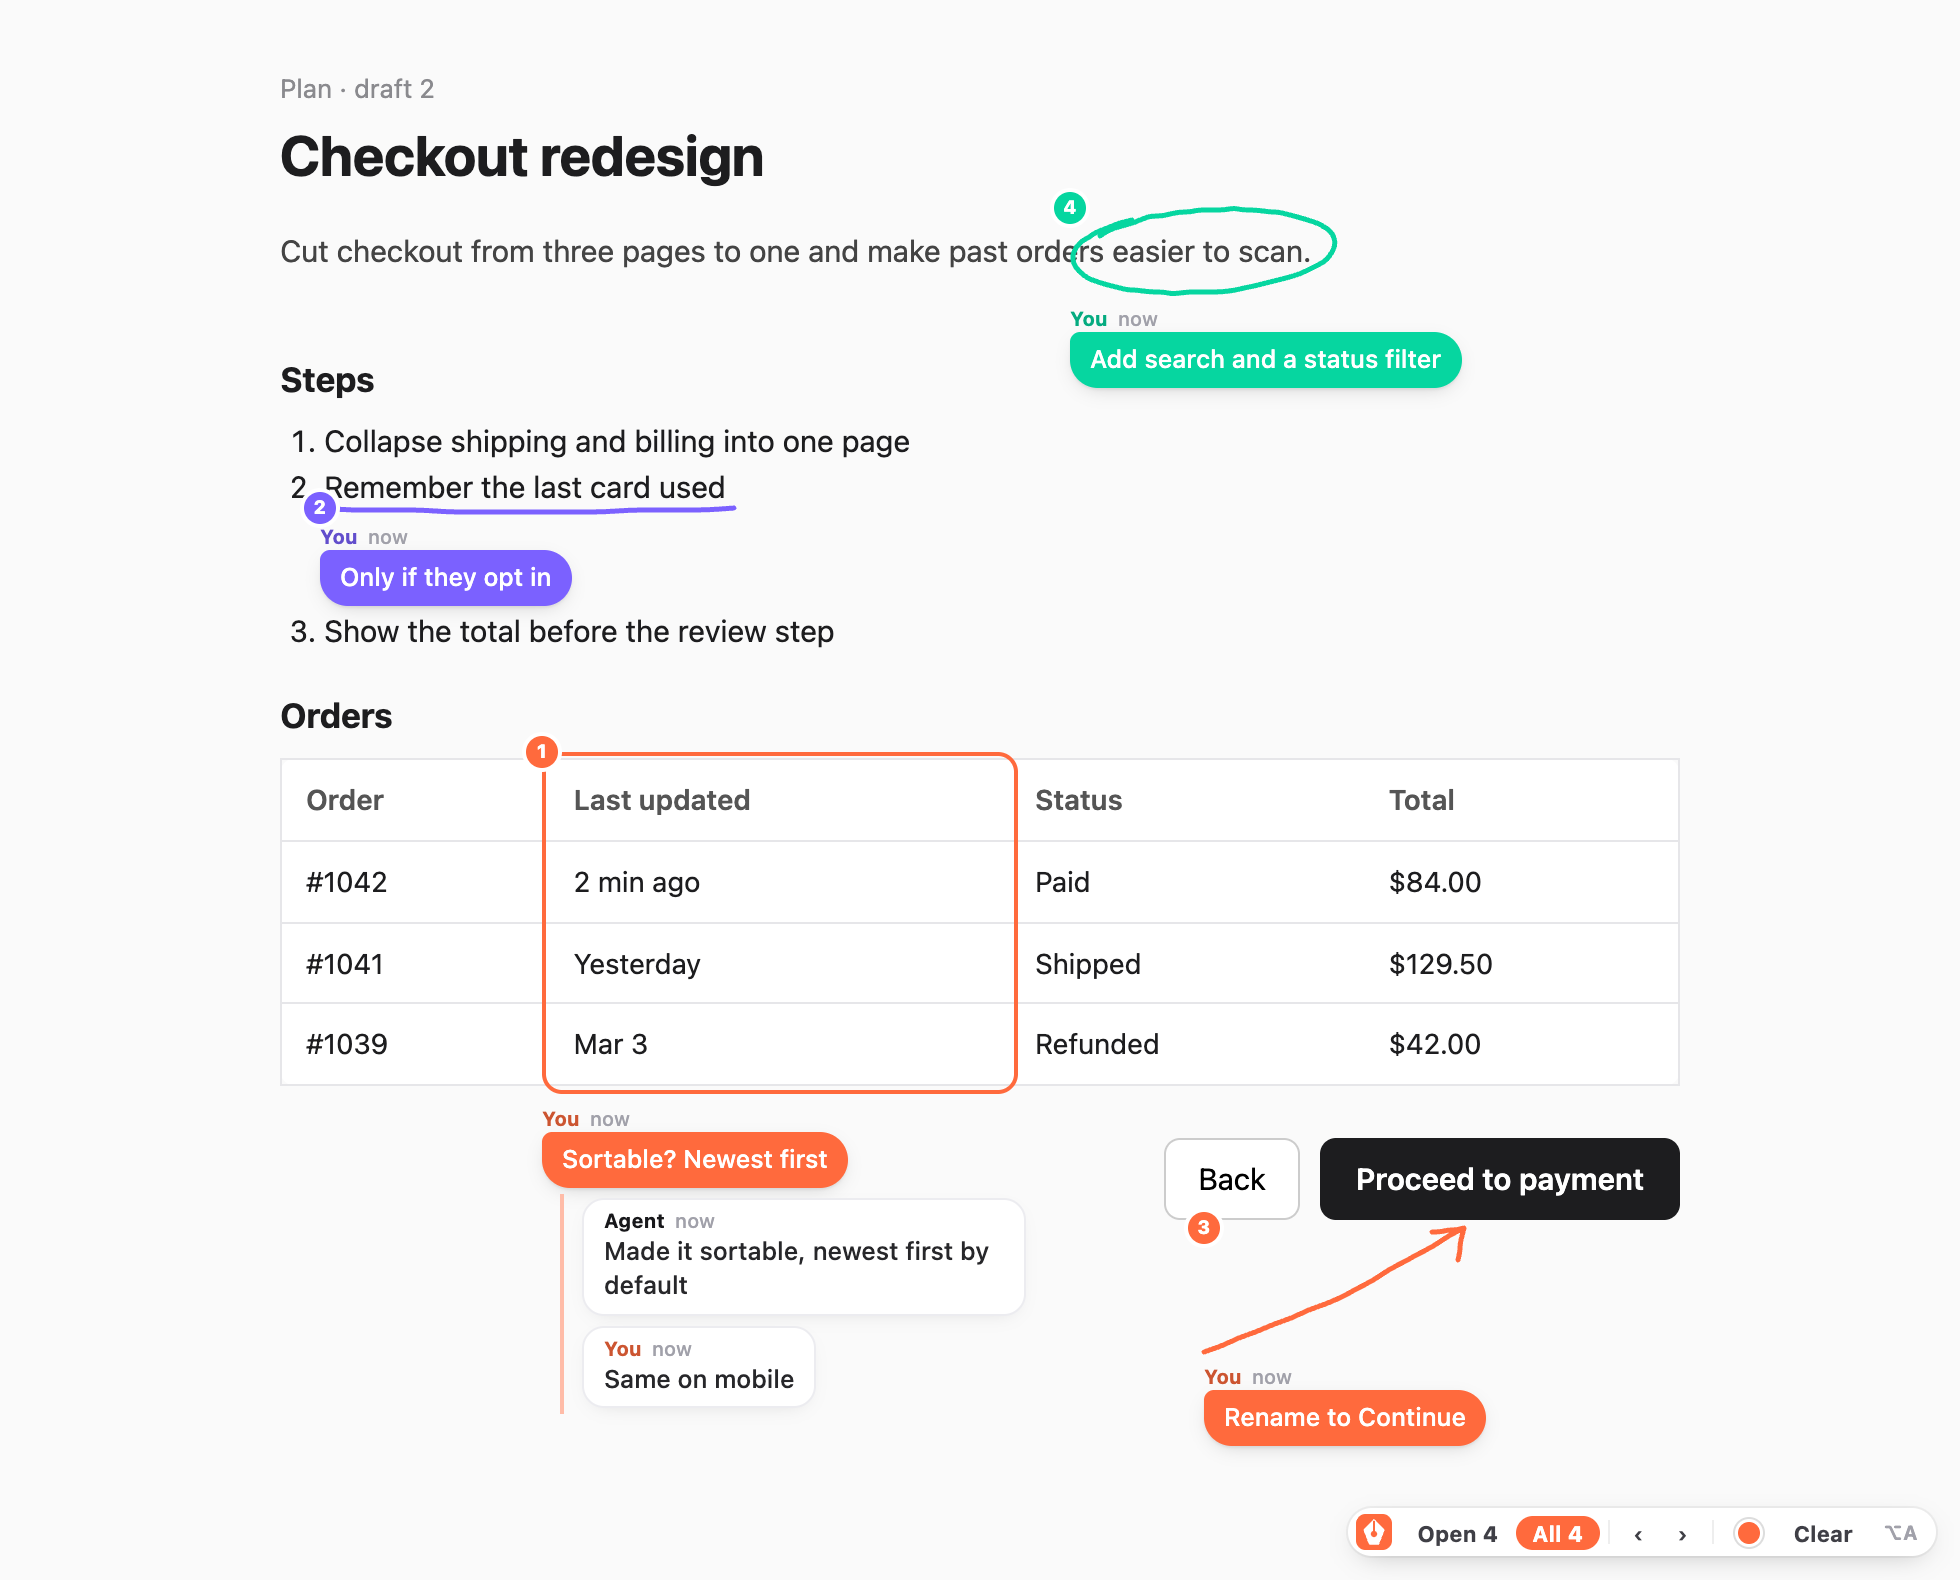 Plan · draft 2
Checkout redesign
4
Cut checkout from three pages to one and make past orders easier to scan.
You now
Add search and a status filter
Steps
1. Collapse shipping and billing into one page
2. Remember the last card used
2
You now
Only if they opt in
3. Show the total before the review step
Orders
1
Order Last updated Status Total
#1042 2 min ago Paid $84.00
#1041 Yesterday Shipped $129.50
#1039 Mar 3 Refunded $42.00
You now
Sortable? Newest first
Agent now
Made it sortable, newest first by
default
You now
Same on mobile
Back Proceed to payment
3
You now
Rename to Continue
Open 4 All 4 ‹ › Clear ⌥A